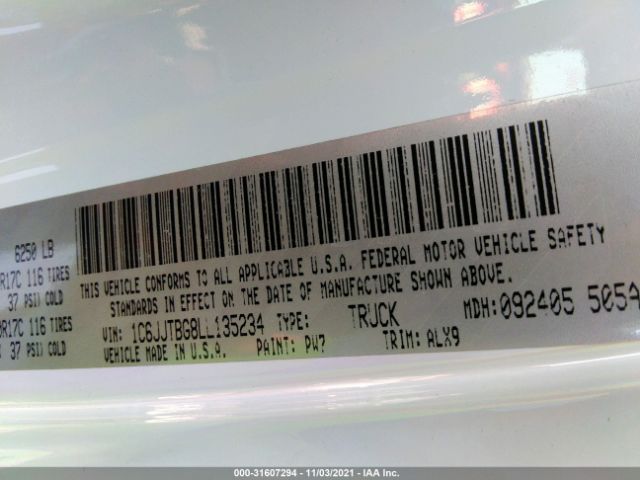 6250 LB
R17C 116 TIRES
37 PSI/ COLD
R17C 116 TIRES
37 PSI/ COLD
THIS VEHICLE CONFORMS TO ALL APPLICABLE U.S.A. FEDERAL MOTOR VEHICLE SAFETY
STANDARDS IN EFFECT ON THE DATE OF MANUFACTURE SHOWN ABOVE.
VIN: 1C6JJTBG8LL135234 TYPE: TRUCK MDH:092405 5054
VEHICLE MADE IN U.S.A. PAINT: PW7 TRIM: ALX9
000-31607294 - 11/03/2021 - IAA Inc.